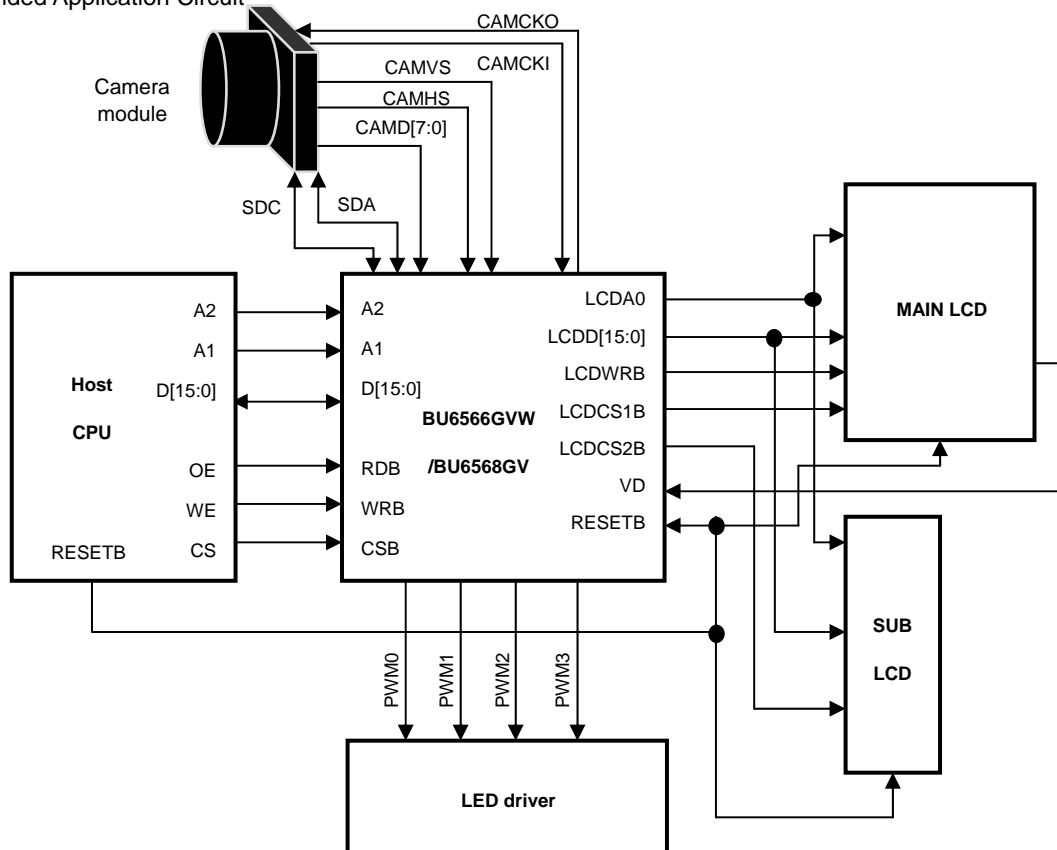 nded Application Circuit
CAMCKO
CAMVS
CAMCKI
CAMHS
CAMD[7:0]
Camera
module
SDC
SDA
A2
A1
D[15:0]
Host
CPU
OE
WE
CS
RESETB
A2
A1
D[15:0]
RDB
WRB
CSB
BU6566GVW
/BU6568GV
LCDA0
LCDD[15:0]
LCDWRB
LCDCS1B
LCDCS2B
VD
RESETB
MAIN LCD
SUB
LCD
PWM0
PWM1
PWM2
PWM3
LED driver